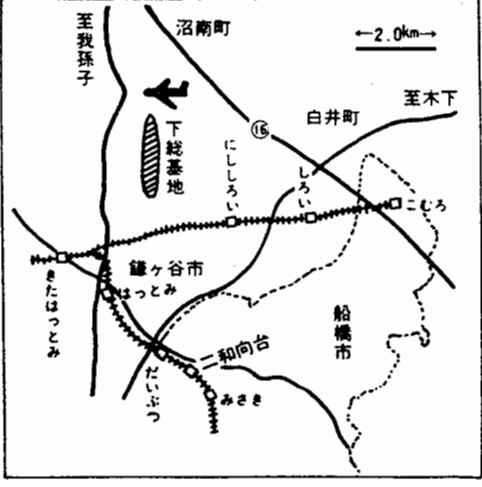 至我孫子
沼南町
←2.0km→
至木下
白井町
⑯
下総基地
にししろい
しろい
こむろ
鎌ヶ谷市
はっとみ
きたはっとみ
船橋市
二和向台
だいぶつ
みさき